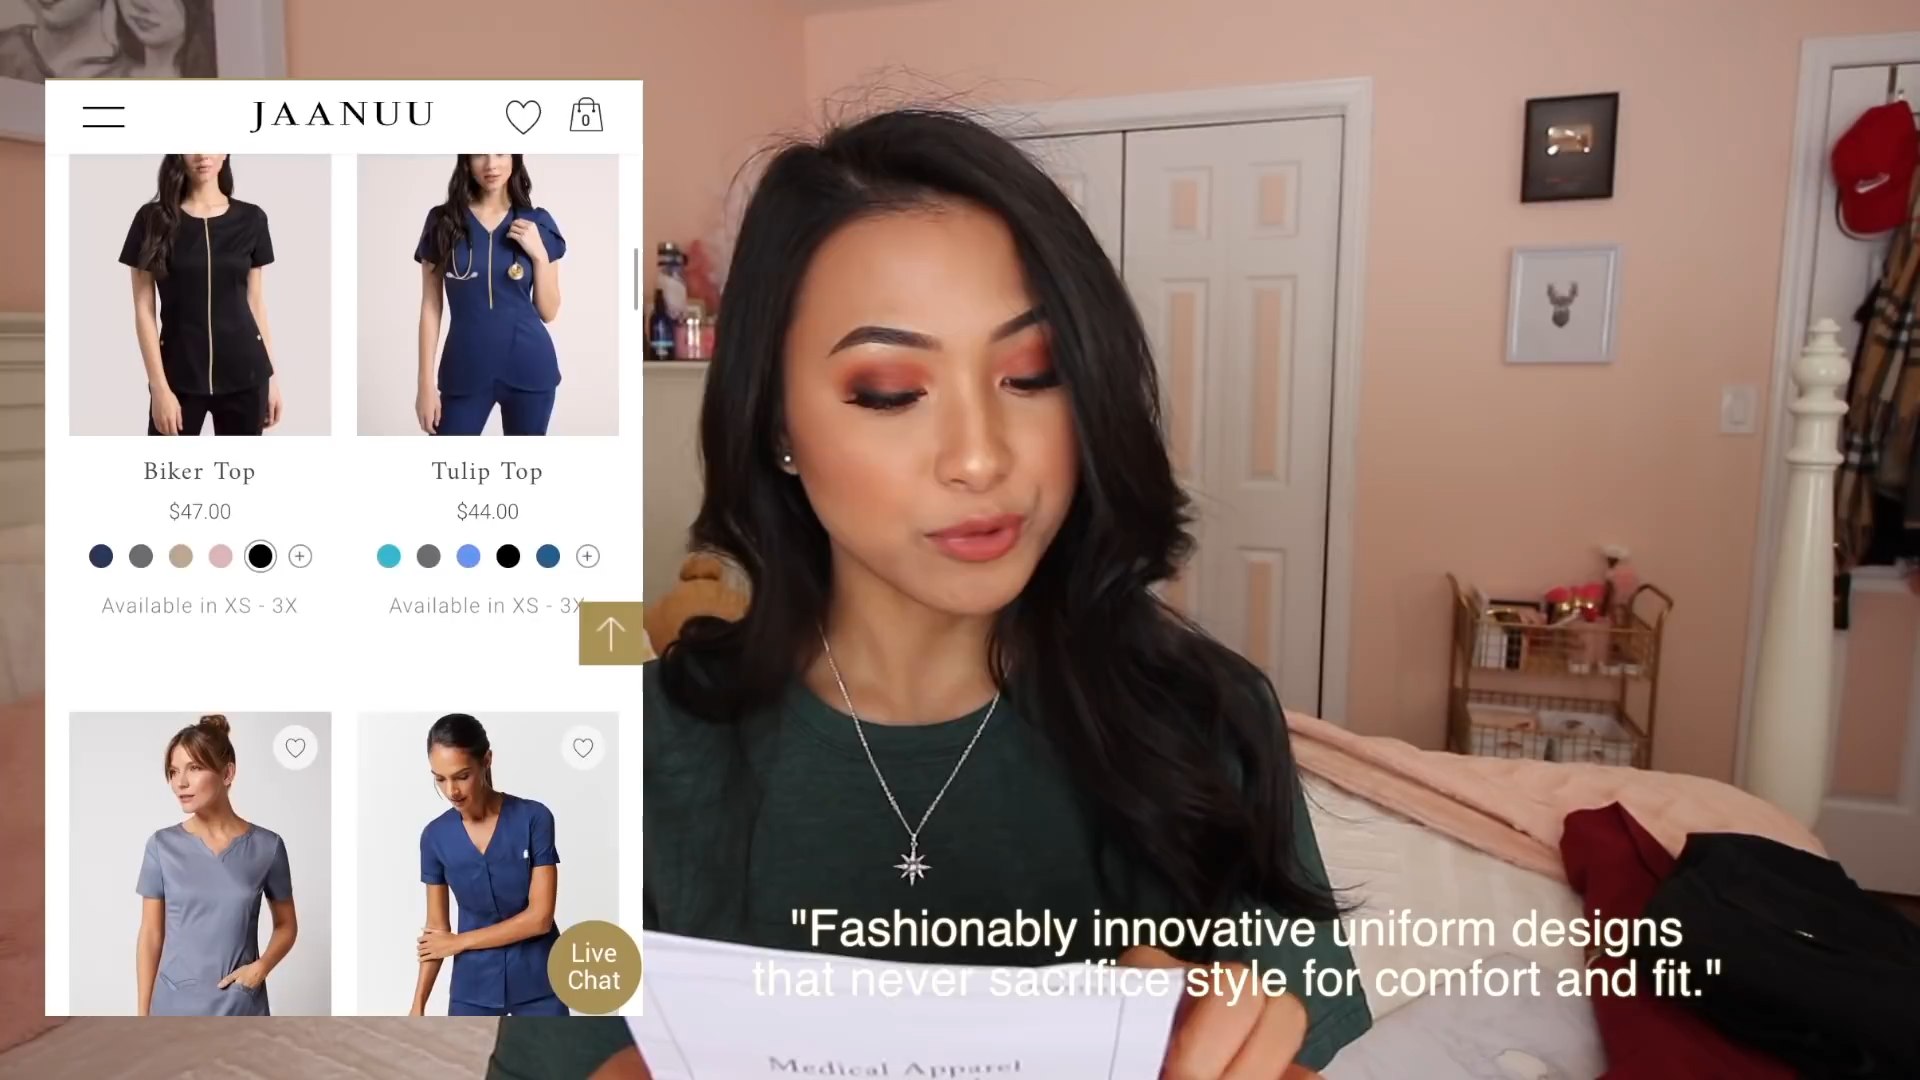 JAANUU
0
Biker Top
$47.00
Available in XS - 3X
Tulip Top
$44.00
Available in XS - 3X
Live
Chat
"Fashionably innovative uniform designs
that never sacrifice style for comfort and fit."
Medical Apparel